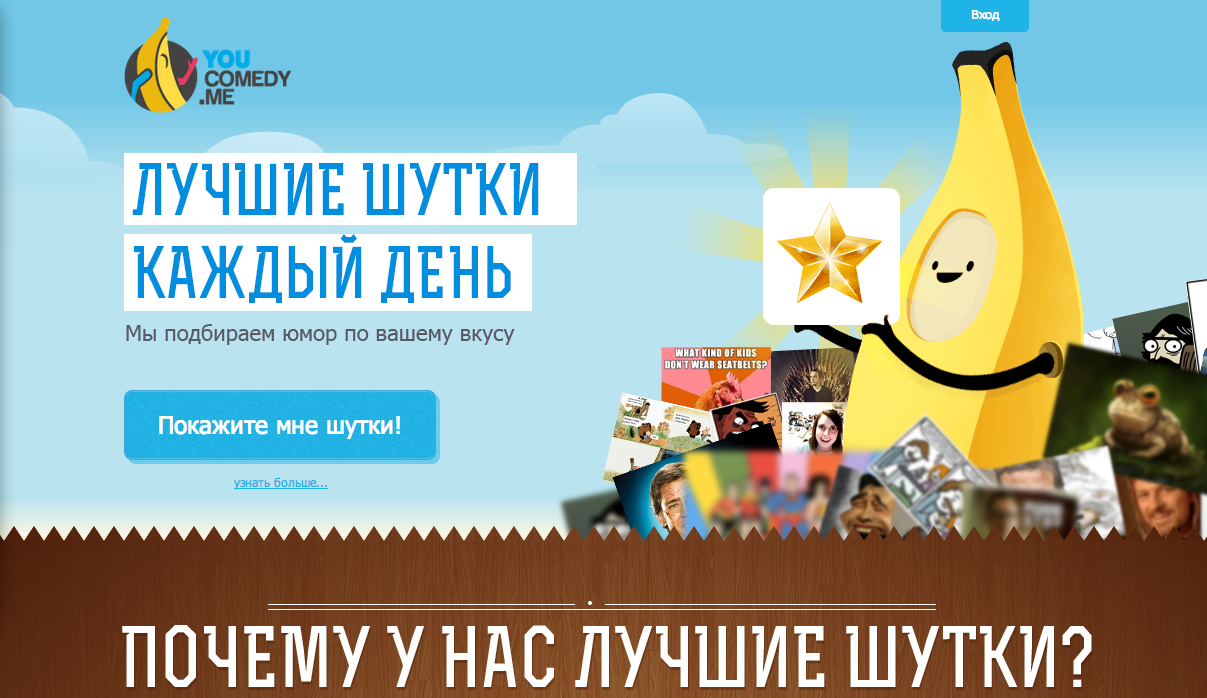 Вход
YOU
COMEDY
.ME
ЛУЧШИЕ ШУТКИ
КАЖДЫЙ ДЕНЬ
Мы подбираем юмор по вашему вкусу
WHAT KIND OF KIDS
DON'T WEAR SEATBELTS?
Покажите мне шутки!
узнать больше...
ПОЧЕМУ У НАС ЛУЧШИЕ ШУТКИ?